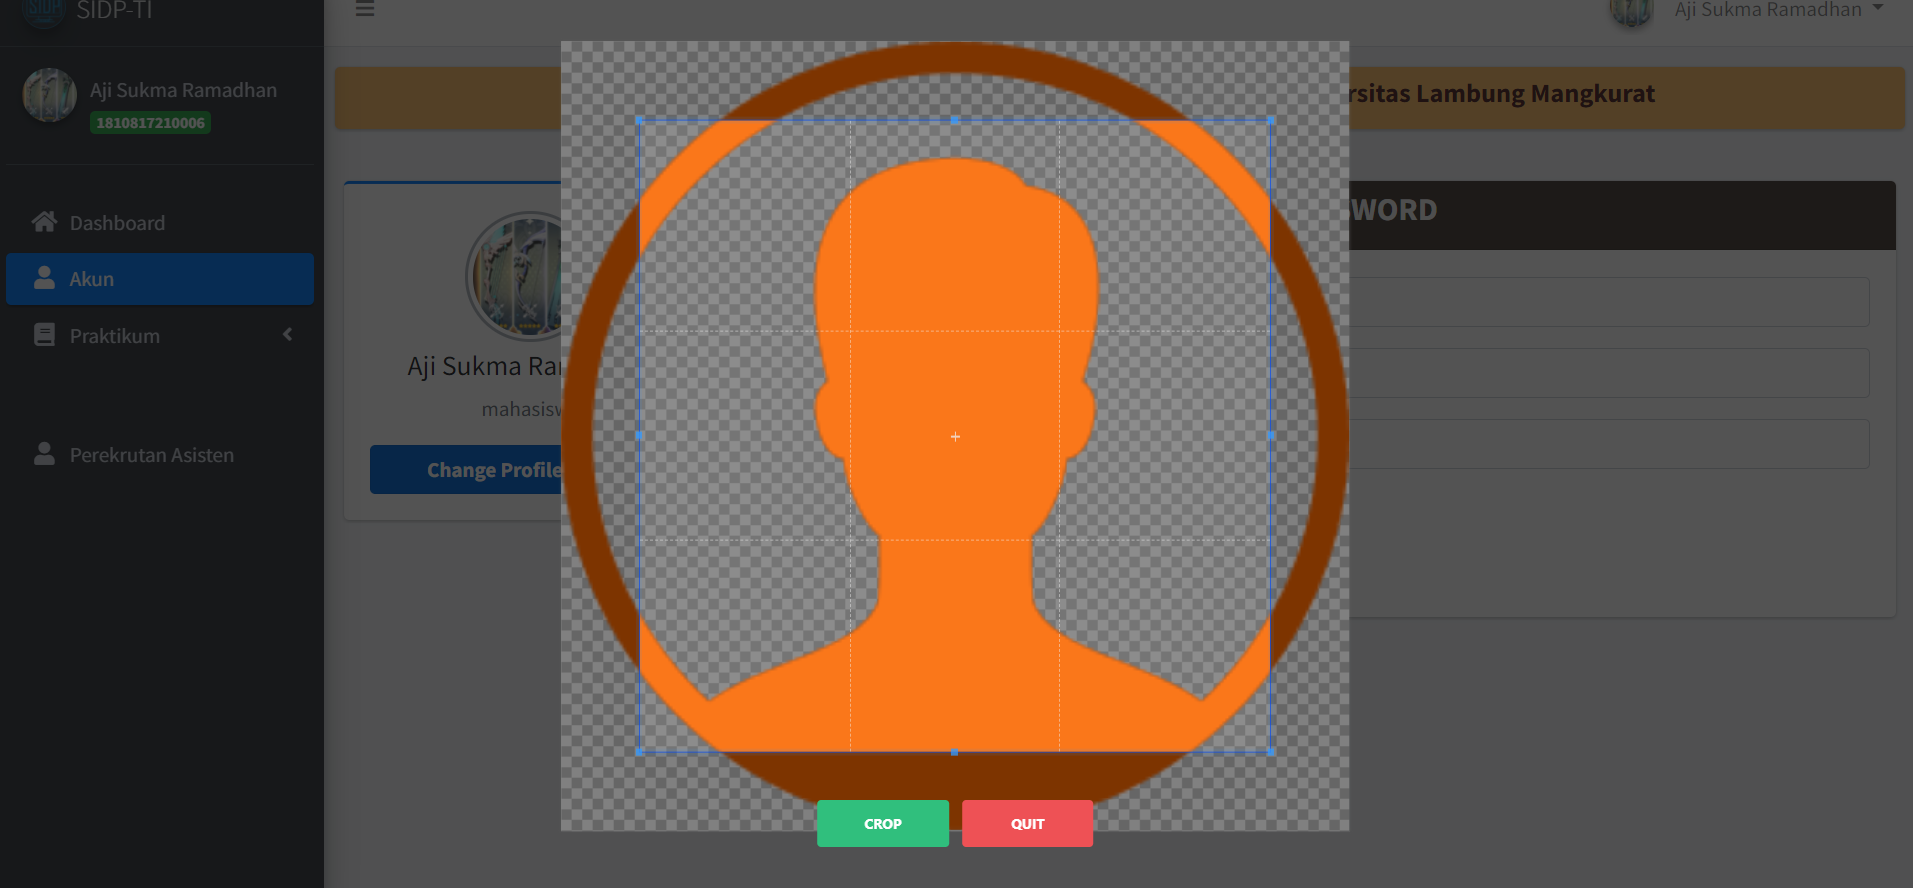 SIDP-TI
Aji Sukma Ramadhan
Aji Sukma Ramadhan
1810817210006
rsitas Lambung Mangkurat
Dashboard
Akun
Praktikum
Perekrutan Asisten
Aji Sukma Ra
mahasisw
Change Profile
SWORD
CROP
QUIT